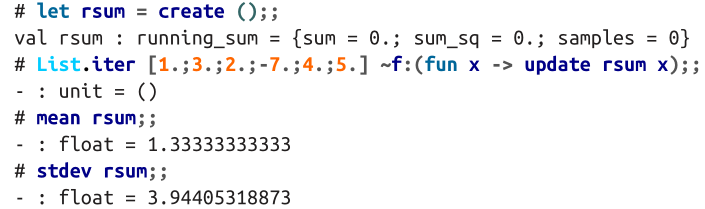 # let rsum = create ();;
val rsum : running_sum = {sum = 0.; sum_sq = 0.; samples = 0}
# List.iter [1.;3.;2.;-7.;4.;5.] ~f:(fun x -> update rsum x);;
- : unit = ()
# mean rsum;;
- : float = 1.33333333333
# stdev rsum;;
- : float = 3.94405318873